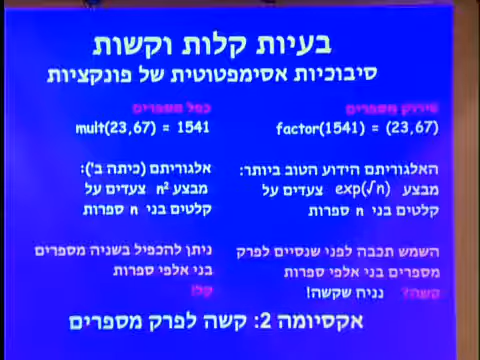 בעיות קלות וקשות
סיבוכיות אסימפטוטית של פונקציות
פירוק מספרים
factor(1541) = (23,67)
האלגוריתם הידוע הטוב ביותר:
מבצע exp(√n) צעדים על
קלטים בני n ספרות
השמש תכבה לפני שנסיים לפרק
מספרים בני אלפי ספרות
קשה? נניח שקשה!
כפל מספרים
mult(23,67) = 1541
אלגוריתם (כיתה ב'):
מבצע n² צעדים על
קלטים בני n ספרות
ניתן להכפיל בשניה מספרים
בני אלפי ספרות
קל!
אקסיומה 2: קשה לפרק מספרים